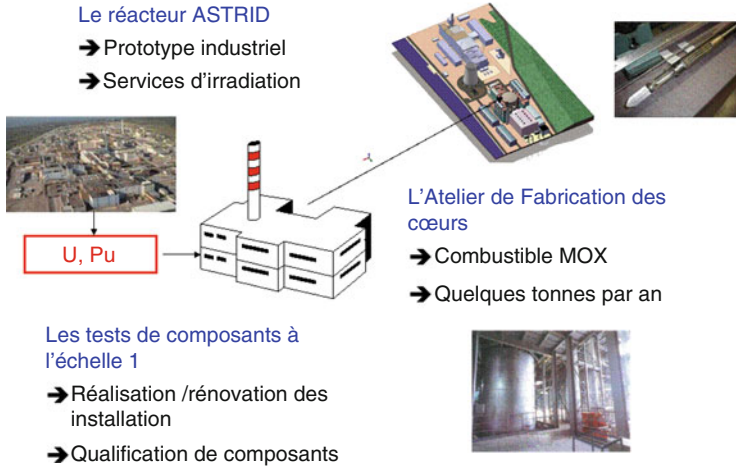 Le réacteur ASTRID
Prototype industriel
Services d'irradiation
U, Pu
L'Atelier de Fabrication des
cœurs
Combustible MOX
Quelques tonnes par an
Les tests de composants à
l'échelle 1
Réalisation /rénovation des
installation
Qualification de composants